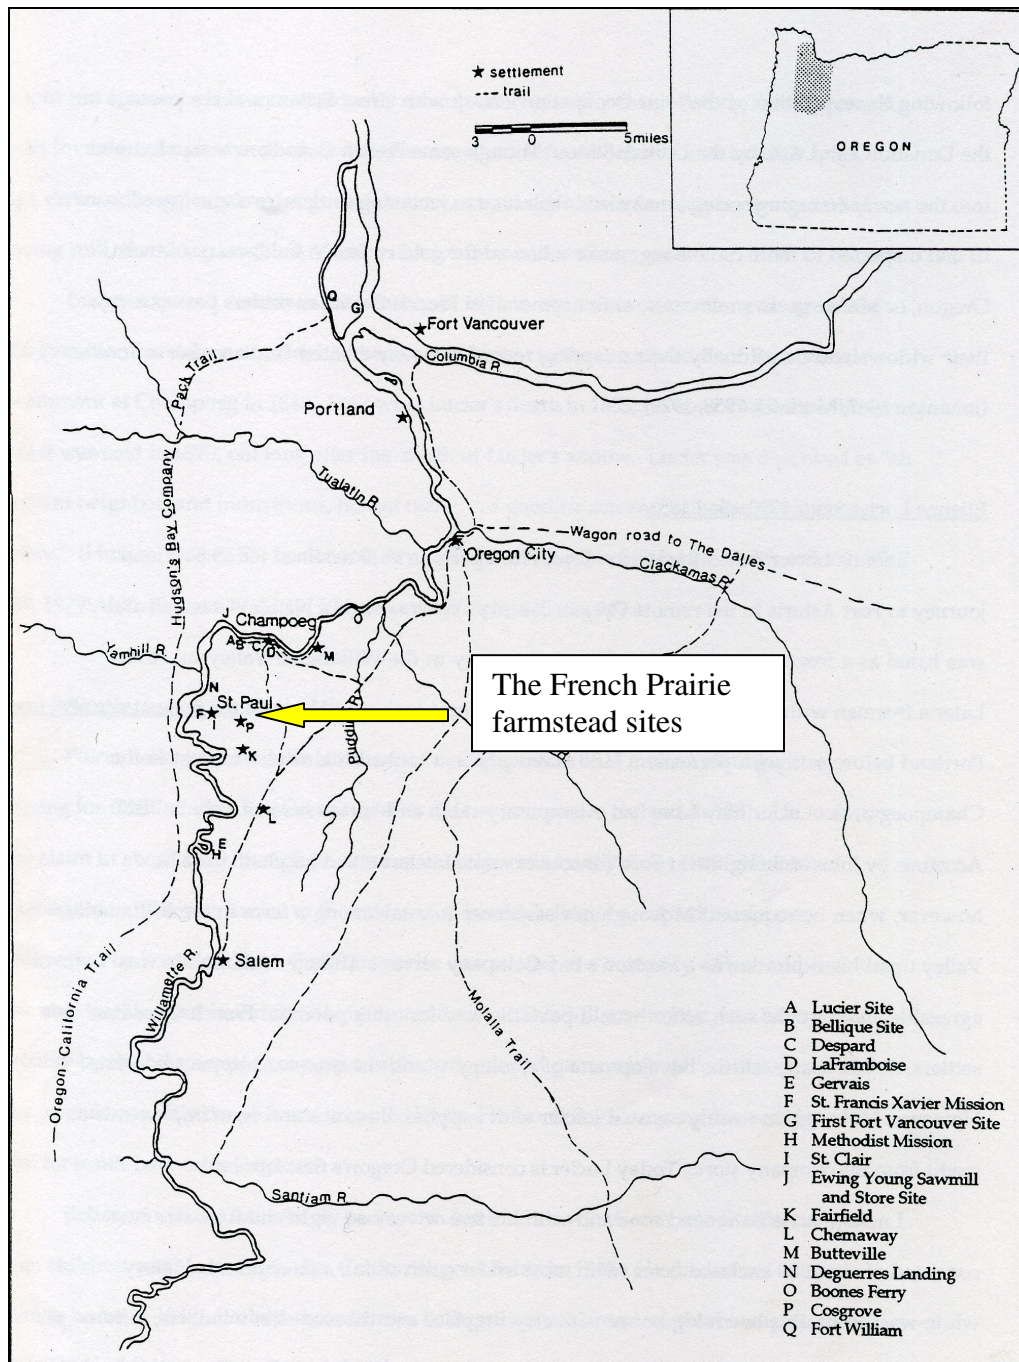 settlement
trail
3 0 5miles
OREGON
Q
G
Fort Vancouver
Columbia R.
Pack Trail
Portland
Hudson's Bay Company
Tualatin R.
Wagon road to The Dalles
Oregon City
Clackamas R.
J
Champoeg
O
A B C D
M
Yamhill R.
The French Prairie
farmstead sites
N
St. Paul
F
I
P
Pudding R.
K
L
E
H
Salem
Willamette R.
Oregon-California Trail
Molalla Trail
Santiam R.
A Lucier Site
B Bellique Site
C Despard
D LaFramboise
E Gervais
F St. Francis Xavier Mission
G First Fort Vancouver Site
H Methodist Mission
I St. Clair
J Ewing Young Sawmill
and Store Site
K Fairfield
L Chemaway
M Butteville
N Deguerres Landing
O Boones Ferry
P Cosgrove
Q Fort William